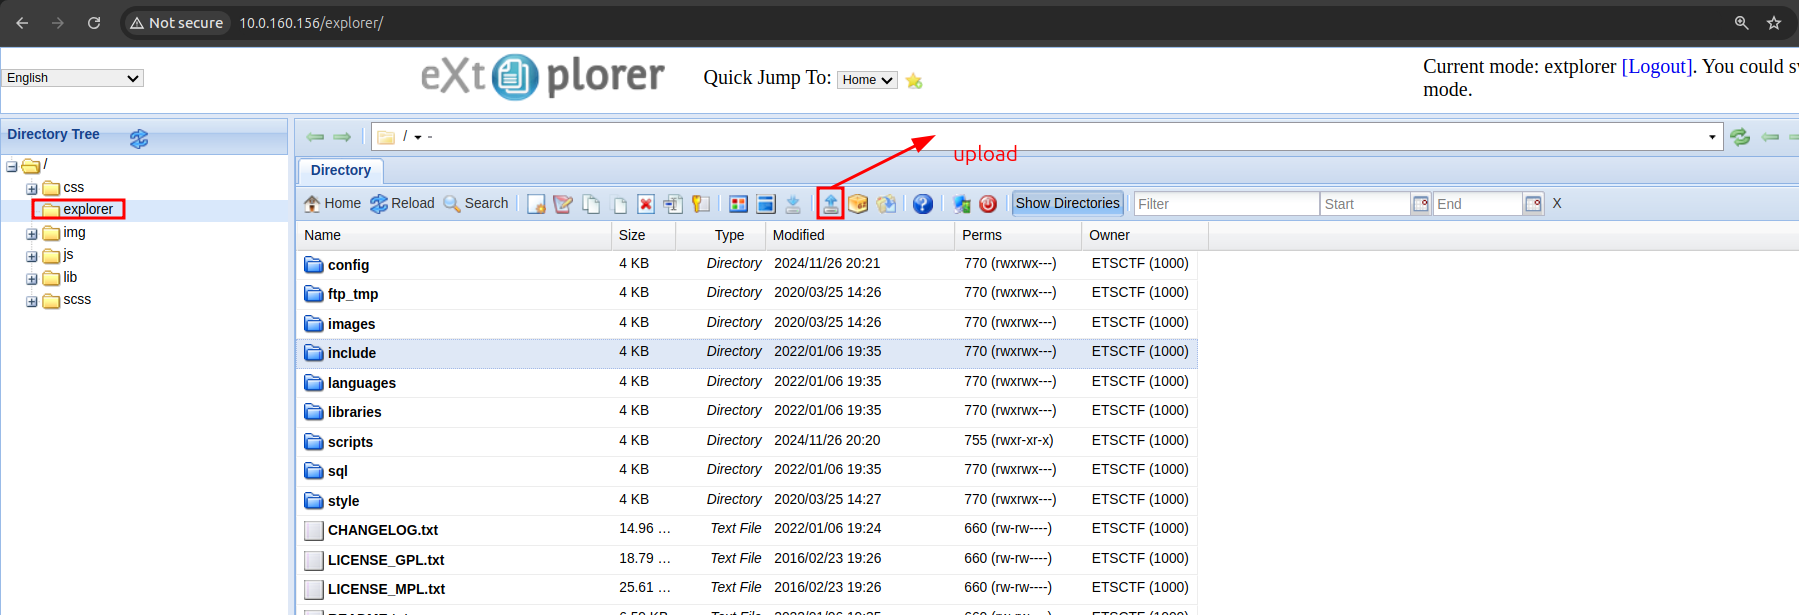 Not secure 10.0.160.156/explorer/
English
eXtplorer
Quick Jump To: Home
Current mode: extplorer [Logout]. You could s
mode.
Directory Tree
/ -
upload
Directory
Home Reload Search Show Directories Filter Start End X
Name Size Type Modified Perms Owner
/
css
explorer
img
js
lib
scss
config 4 KB Directory 2024/11/26 20:21 770 (rwxrwx---) ETSCTF (1000)
ftp_tmp 4 KB Directory 2020/03/25 14:26 770 (rwxrwx---) ETSCTF (1000)
images 4 KB Directory 2020/03/25 14:26 770 (rwxrwx---) ETSCTF (1000)
include 4 KB Directory 2022/01/06 19:35 770 (rwxrwx---) ETSCTF (1000)
languages 4 KB Directory 2022/01/06 19:35 770 (rwxrwx---) ETSCTF (1000)
libraries 4 KB Directory 2022/01/06 19:35 770 (rwxrwx---) ETSCTF (1000)
scripts 4 KB Directory 2024/11/26 20:20 755 (rwxr-xr-x) ETSCTF (1000)
sql 4 KB Directory 2022/01/06 19:35 770 (rwxrwx---) ETSCTF (1000)
style 4 KB Directory 2020/03/25 14:27 770 (rwxrwx---) ETSCTF (1000)
CHANGELOG.txt 14.96 ... Text File 2022/01/06 19:24 660 (rw-rw----) ETSCTF (1000)
LICENSE_GPL.txt 18.79 ... Text File 2016/02/23 19:26 660 (rw-rw----) ETSCTF (1000)
LICENSE_MPL.txt 25.61 ... Text File 2016/02/23 19:26 660 (rw-rw----) ETSCTF (1000)